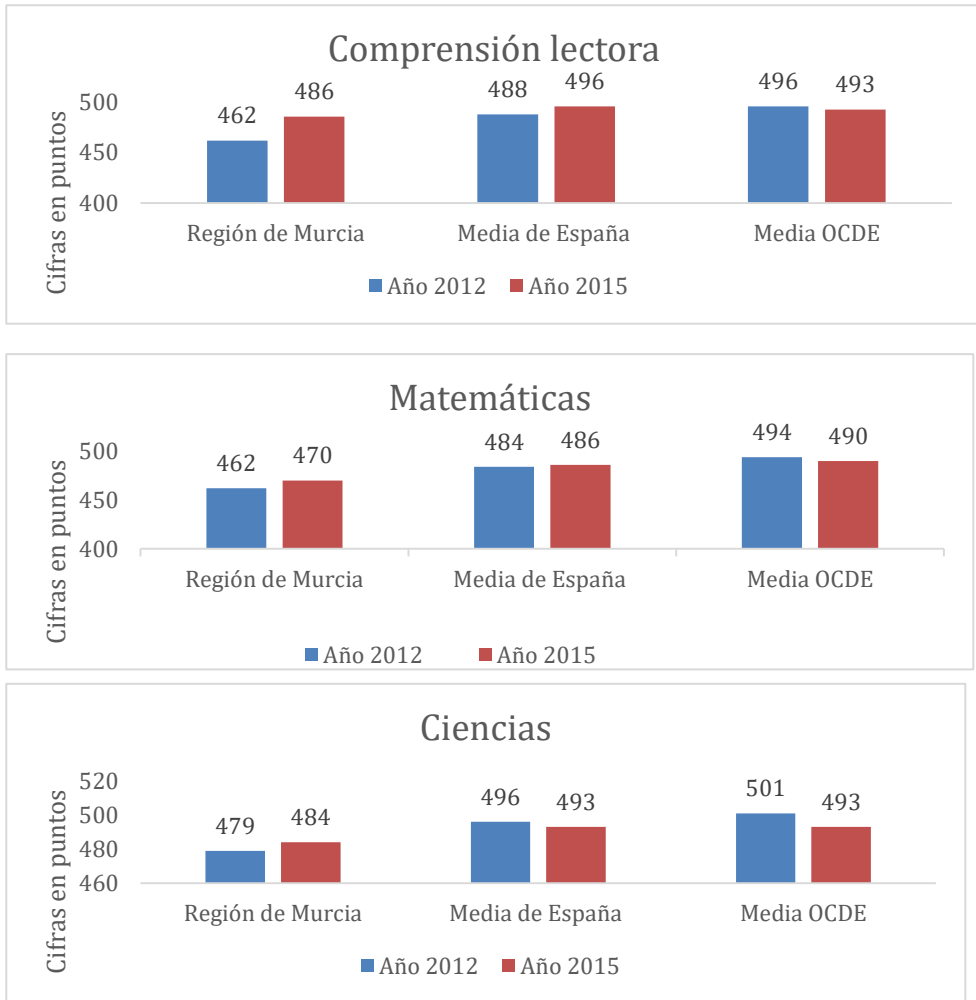 Comprensión lectora
Cifras en puntos
500
450
400
462 486 488 496 496 493
Región de Murcia Media de España Media OCDE
Año 2012 Año 2015
Matemáticas
Cifras en puntos
500
450
400
462 470 484 486 494 490
Región de Murcia Media de España Media OCDE
Año 2012 Año 2015
Ciencias
Cifras en puntos
520
500
480
460
479 484 496 493 501 493
Región de Murcia Media de España Media OCDE
Año 2012 Año 2015